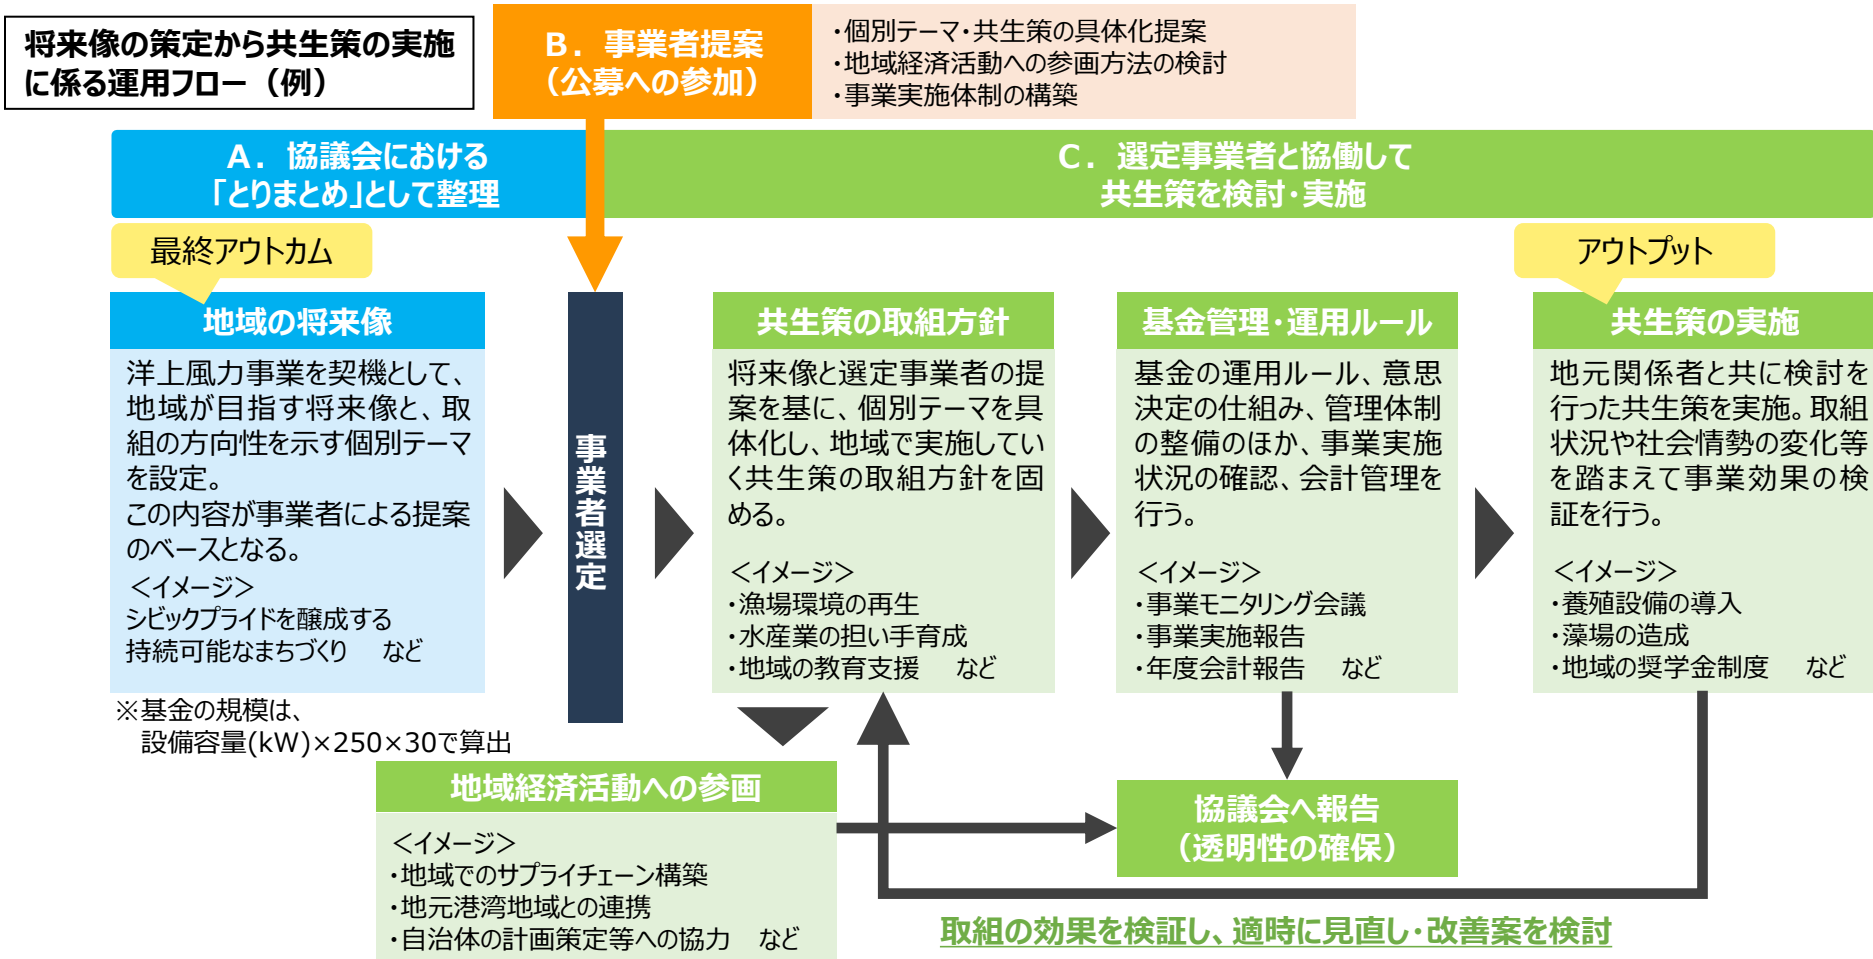 将来像の策定から共生策の実施
に係る運用フロー（例）
B．事業者提案
（公募への参加）
・個別テーマ・共生策の具体化提案
・地域経済活動への参画方法の検討
・事業実施体制の構築
A．協議会における
「とりまとめ」として整理
C．選定事業者と協働して
共生策を検討・実施
最終アウトカム
アウトプット
地域の将来像
洋上風力事業を契機として、
地域が目指す将来像と、取
組の方向性を示す個別テーマ
を設定。
この内容が事業者による提案
のベースとなる。
＜イメージ＞
シビックプライドを醸成する
持続可能なまちづくり　など
※基金の規模は、
設備容量(kW)×250×30で算出
事業者選定
共生策の取組方針
将来像と選定事業者の提
案を基に、個別テーマを具
体化し、地域で実施してい
く共生策の取組方針を固
める。
＜イメージ＞
・漁場環境の再生
・水産業の担い手育成
・地域の教育支援　など
基金管理・運用ルール
基金の運用ルール、意思
決定の仕組み、管理体制
の整備のほか、事業実施
状況の確認、会計管理を
行う。
＜イメージ＞
・事業モニタリング会議
・事業実施報告
・年度会計報告　など
共生策の実施
地元関係者と共に検討を
行った共生策を実施。取組
状況や社会情勢の変化等
を踏まえて事業効果の検
証を行う。
＜イメージ＞
・養殖設備の導入
・藻場の造成
・地域の奨学金制度　など
地域経済活動への参画
＜イメージ＞
・地域でのサプライチェーン構築
・地元港湾地域との連携
・自治体の計画策定等への協力　など
協議会へ報告
（透明性の確保）
取組の効果を検証し、適時に見直し・改善案を検討